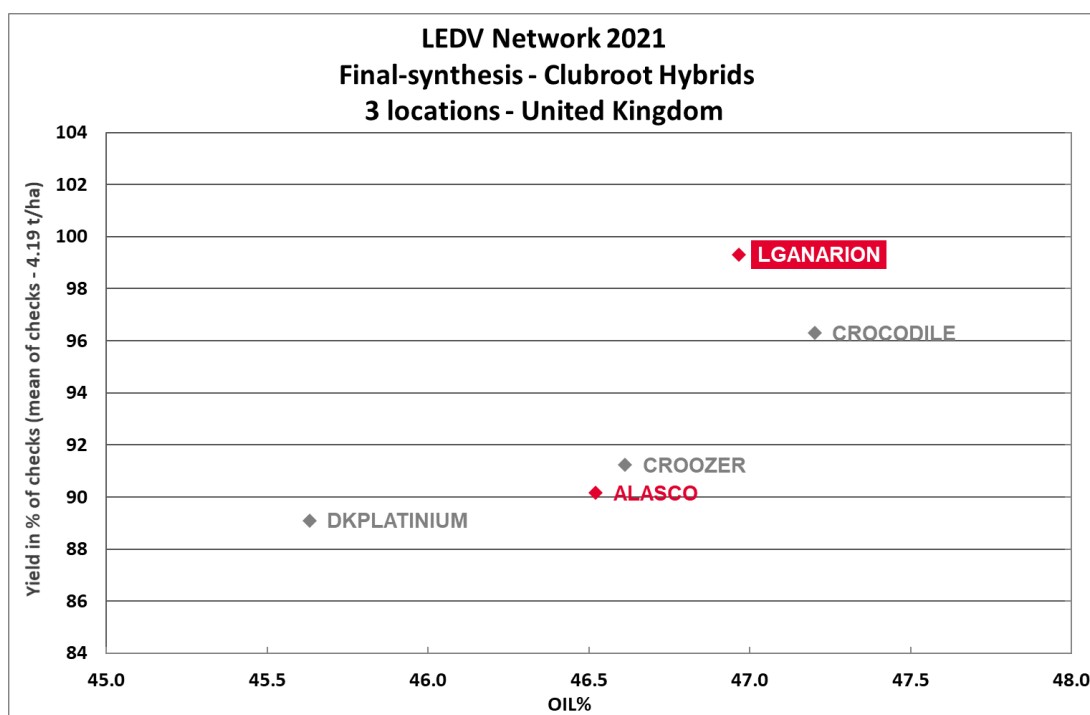 LEDV Network 2021
Final-synthesis - Clubroot Hybrids
3 locations - United Kingdom
Yield in % of checks (mean of checks - 4.19 t/ha)
104
102
100
98
96
94
92
90
88
86
84
LGANARION
CROCODILE
CROOZER
ALASCO
DKPLATINIUM
45.0 45.5 46.0 46.5 47.0 47.5 48.0
OIL%